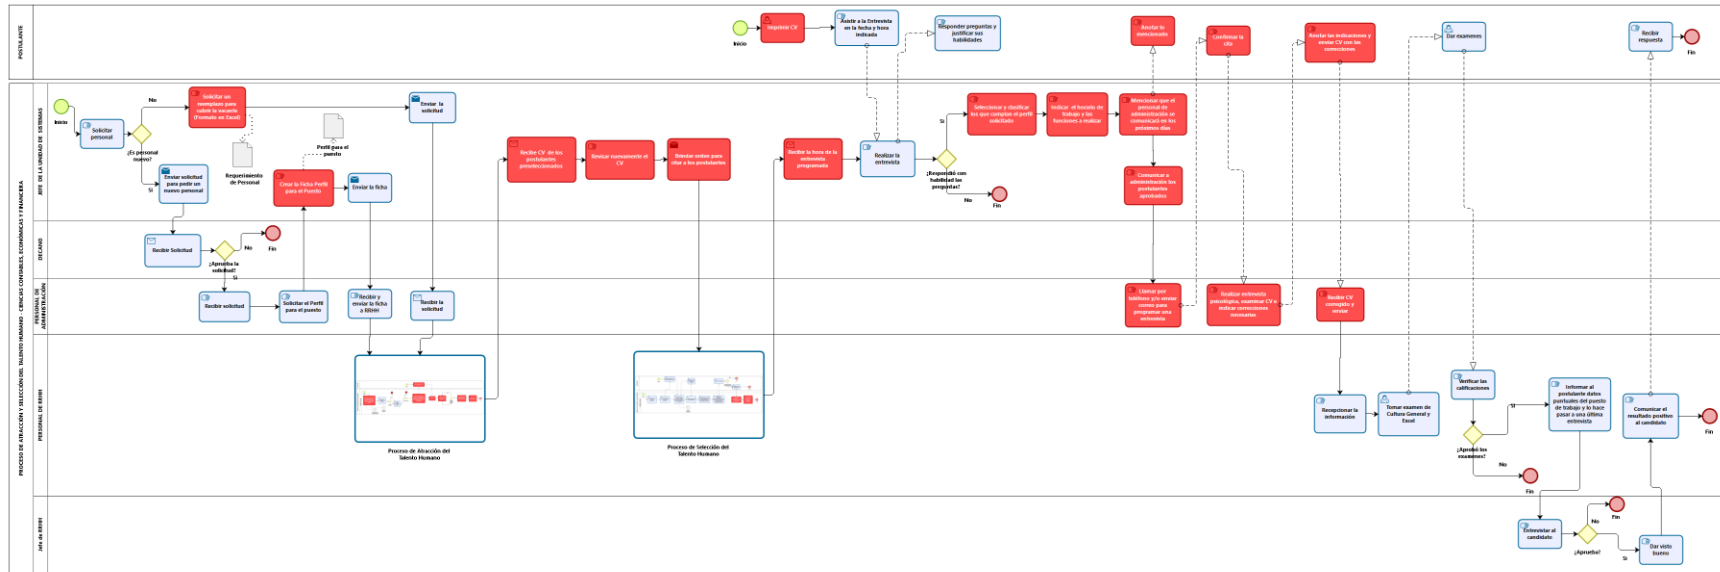 POSTULANTE
Inicio
Imprimir CV
Asistir a la Entrevista
en la fecha y hora
indicada
Responder preguntas y
justificar sus
habilidades
Anotar lo
mencionado
Confirmar la
cita
Anotar las indicaciones y
enviar CV con las
correcciones
Dar examenes
Recibir
respuesta
Fin
PROCESO DE ATRACCIÓN Y SELECCIÓN DEL TALENTO HUMANO - CIENCIAS CONTABLES, ECONÓMICAS Y FINANCIERA
JEFE DE LA UNIDAD DE SISTEMAS
Inicio
Solicitar
personal
¿Es personal
nuevo?
No
Si
Solicitar un
reemplazo para
cubrir la vacante
(Formato en Excel)
Requerimiento
de Personal
Enviar solicitud
para pedir un
nuevo personal
Perfil para el
puesto
Crear la Ficha Perfil
para el Puesto
Enviar la ficha
Enviar la
solicitud
Recibe CV de los
postulantes
preseleccionados
Revisar nuevamente el
CV
Brindar orden para
citar a los postulantes
Recibir la hora de la
entrevista
programada
Realizar la
entrevista
¿Respondió con
habilidad las
preguntas?
Si
No
Fin
Seleccionar y clasificar
los que cumplan el perfil
solicitado
Indicar el horario de
trabajo y las
funciones a realizar
Mencionar que el
personal de
administración se
comunicará en los
próximos días
Comunicar a
administración los
postulantes
aprobados
DECANO
Recibir Solicitud
¿Aprueba la
solicitud?
No
Si
Fin
PERSONAL DE
ADMINISTRACIÓN
Recibir solicitud
Solicitar el Perfil
para el puesto
Recibir y
enviar la ficha
a RRHH
Recibir la
solicitud
Llamar por
teléfono y/o enviar
correo para
programar una
entrevista
Realizar entrevista
psicológica, examinar CV e
indicar correcciones
necesarias
Recibir CV
corregido y
enviar
PERSONAL DE RRHH
Proceso de Atracción del
Talento Humano
Proceso de Selección del
Talento Humano
Recepcionar la
información
Tomar examen de
Cultura General y
Excel
Verificar las
calificaciones
¿Aprobó los
examenes?
Si
No
Fin
Informar al
postulante datos
puntuales del puesto
de trabajo y lo hace
pasar a una última
entrevista
Comunicar el
resultado positivo
al candidato
Fin
Jefe de RRHH
Entrevistar al
candidato
¿Aprueba?
No
Si
Fin
Dar visto
bueno